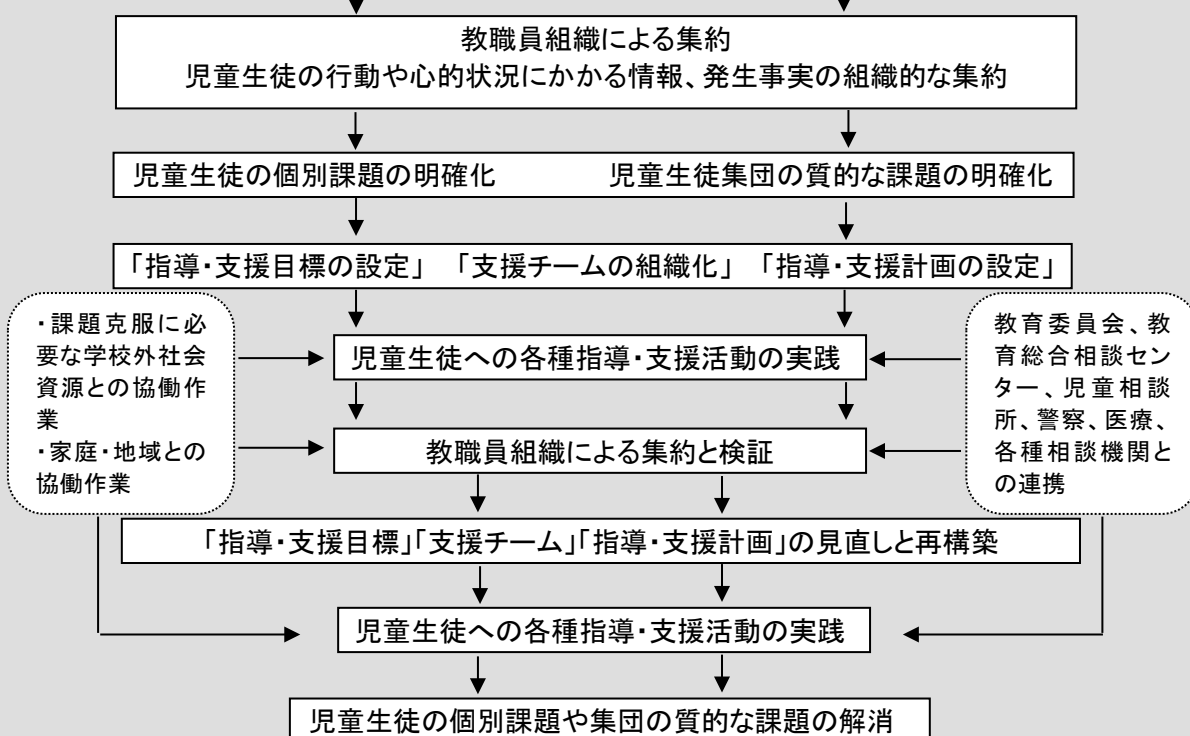 教職員組織による集約
児童生徒の行動や心的状況にかかる情報、発生事実の組織的な集約
児童生徒の個別課題の明確化　　　児童生徒集団の質的な課題の明確化
「指導・支援目標の設定」　「支援チームの組織化」　「指導・支援計画の設定」
・課題克服に必
要な学校外社会
資源との協働作
業
・家庭・地域との
協働作業
児童生徒への各種指導・支援活動の実践
教育委員会、教
育総合相談セン
ター、児童相談
所、警察、医療、
各種相談機関と
の連携
教職員組織による集約と検証
「指導・支援目標」「支援チーム」「指導・支援計画」の見直しと再構築
児童生徒への各種指導・支援活動の実践
児童生徒の個別課題や集団の質的な課題の解消